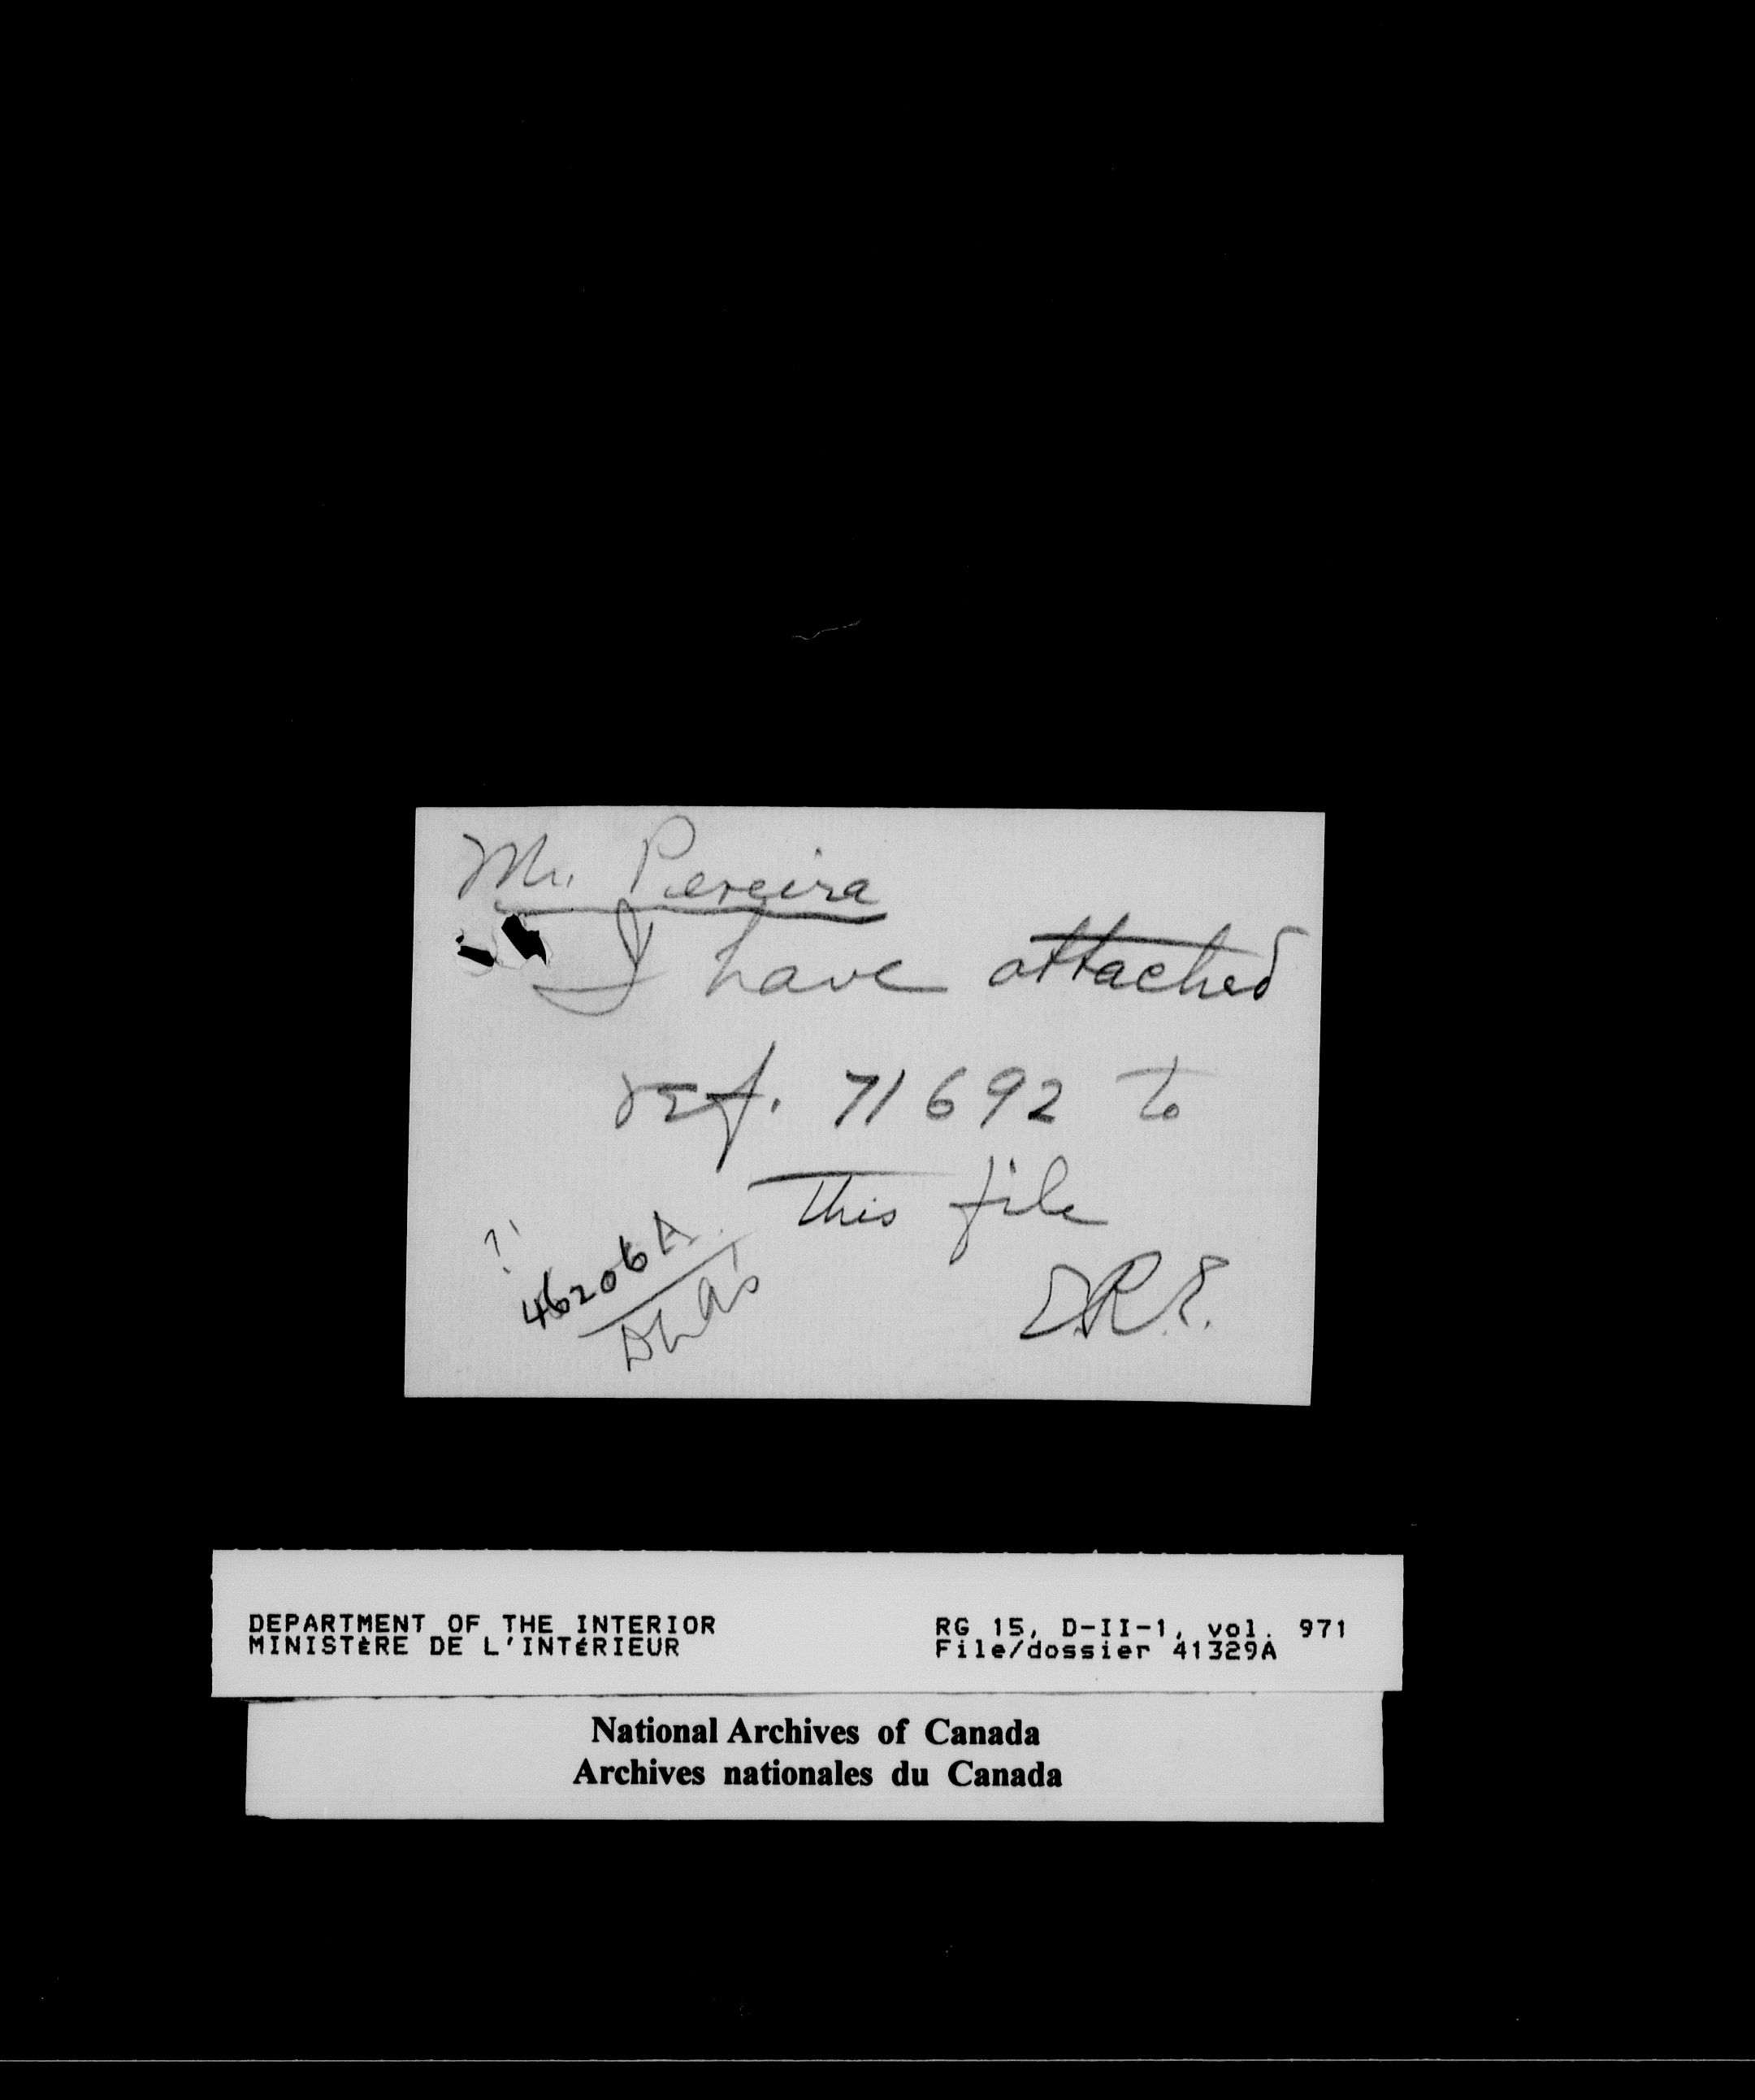 Mr. Pereira
I have attached
ref. 71692 to
this file
46206A
DEPARTMENT OF THE INTERIOR
MINISTÈRE DE L'INTÉRIEUR
RG 15, D-II-1, vol. 971
File/dossier 41329A
National Archives of Canada
Archives nationales du Canada